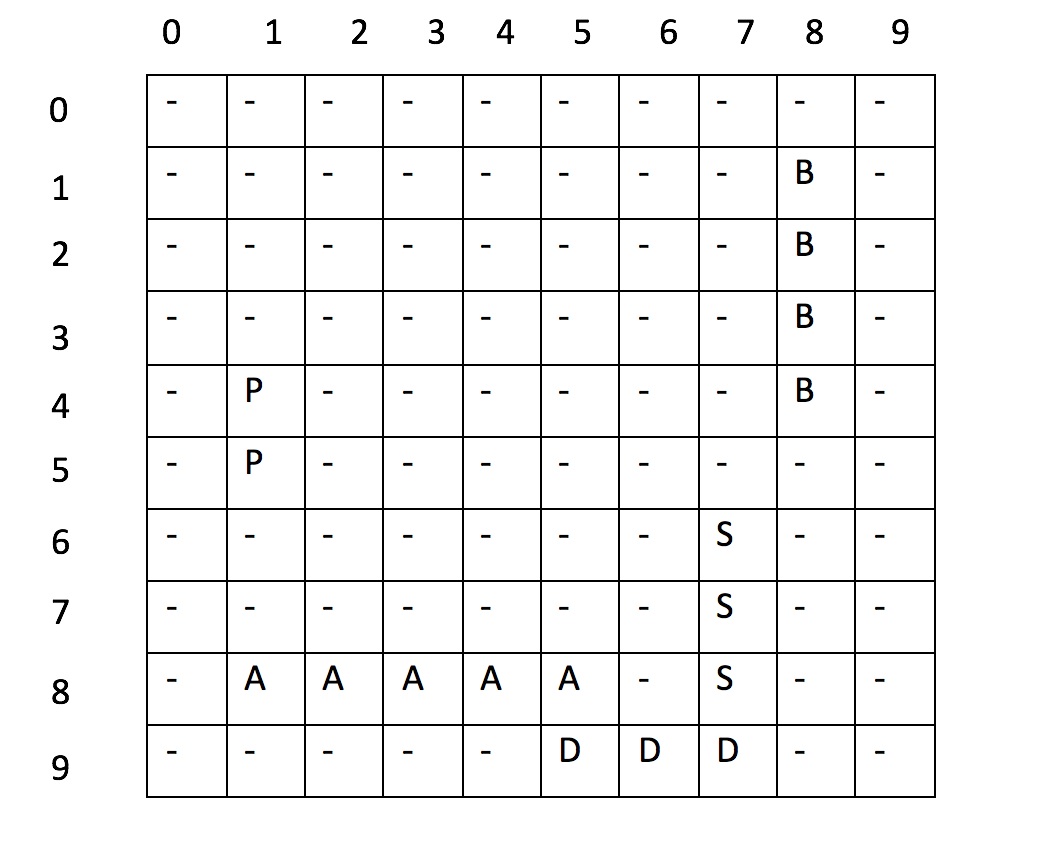 0 1 2 3 4 5 6 7 8 9
0 - - - - - - - - - -
1 - - - - - - - - B -
2 - - - - - - - - B -
3 - - - - - - - - B -
4 - P - - - - - - B -
5 - P - - - - - - - -
6 - - - - - - - S - -
7 - - - - - - - S - -
8 - A A A A A - S - -
9 - - - - - D D D - -